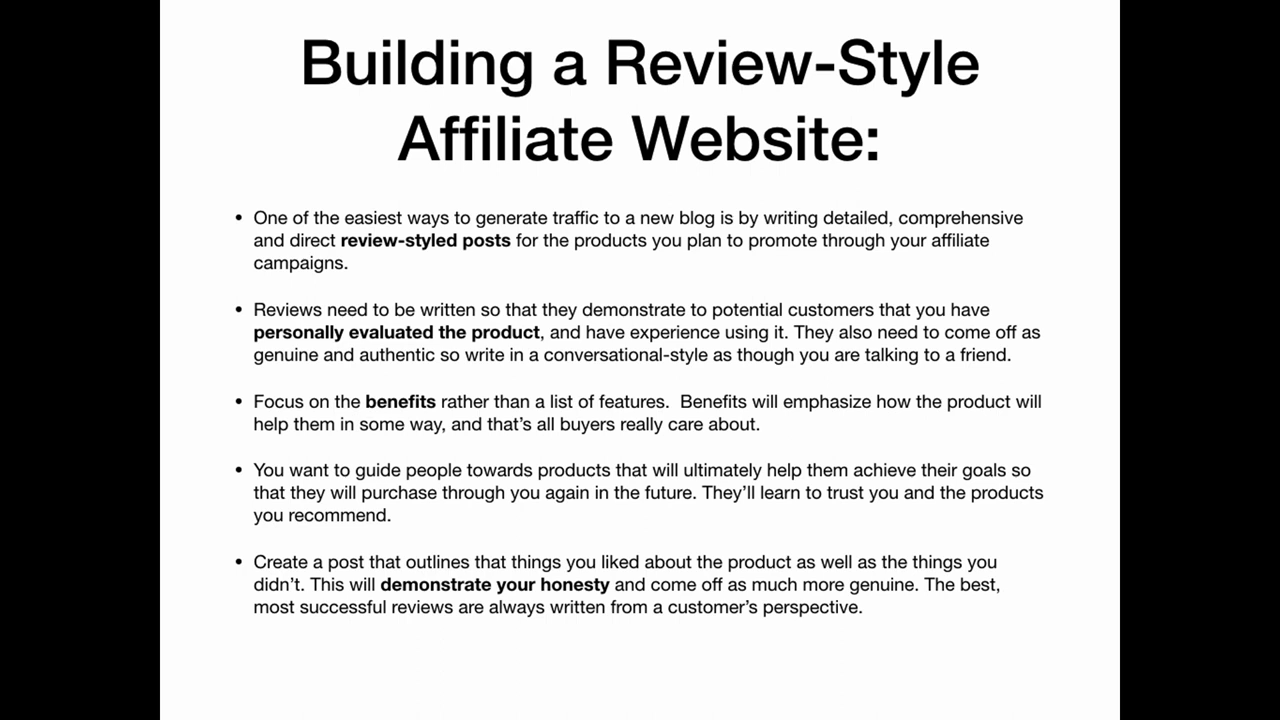 Building a Review-Style
Affiliate Website:
• One of the easiest ways to generate traffic to a new blog is by writing detailed, comprehensive
and direct review-styled posts for the products you plan to promote through your affiliate
campaigns.
• Reviews need to be written so that they demonstrate to potential customers that you have
personally evaluated the product, and have experience using it. They also need to come off as
genuine and authentic so write in a conversational-style as though you are talking to a friend.
• Focus on the benefits rather than a list of features.  Benefits will emphasize how the product will
help them in some way, and that’s all buyers really care about.
• You want to guide people towards products that will ultimately help them achieve their goals so
that they will purchase through you again in the future. They’ll learn to trust you and the products
you recommend.
• Create a post that outlines that things you liked about the product as well as the things you
didn’t. This will demonstrate your honesty and come off as much more genuine. The best,
most successful reviews are always written from a customer’s perspective.